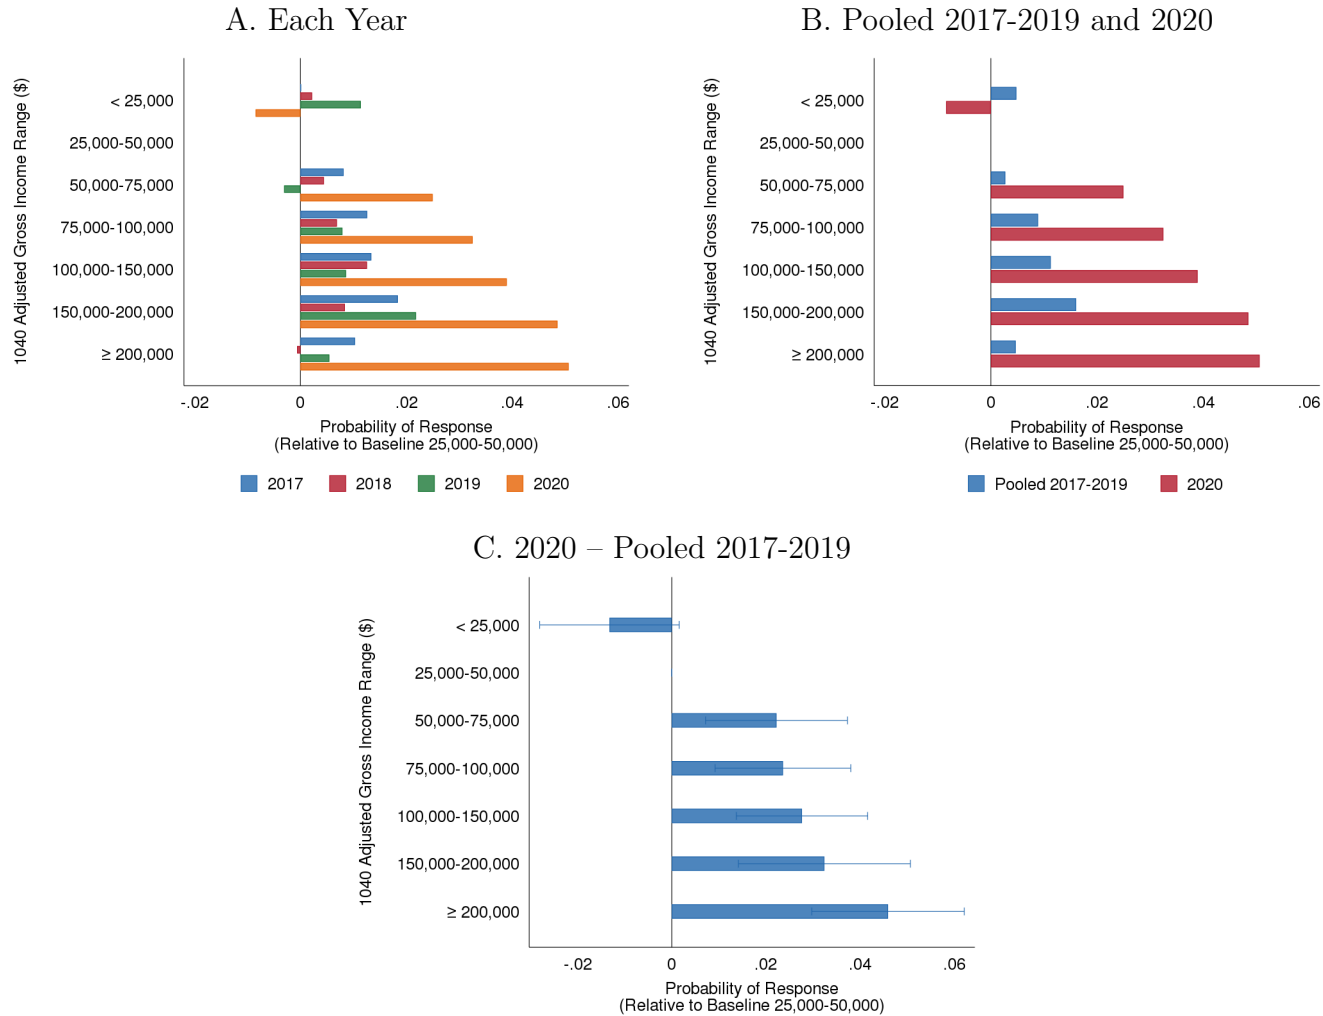 A. Each Year
1040 Adjusted Gross Income Range ($)
< 25,000
25,000-50,000
50,000-75,000
75,000-100,000
100,000-150,000
150,000-200,000
≥ 200,000
-.02 0 .02 .04 .06
Probability of Response
(Relative to Baseline 25,000-50,000)
2017 2018 2019 2020
B. Pooled 2017-2019 and 2020
1040 Adjusted Gross Income Range ($)
< 25,000
25,000-50,000
50,000-75,000
75,000-100,000
100,000-150,000
150,000-200,000
≥ 200,000
-.02 0 .02 .04 .06
Probability of Response
(Relative to Baseline 25,000-50,000)
Pooled 2017-2019 2020
C. 2020 – Pooled 2017-2019
1040 Adjusted Gross Income Range ($)
< 25,000
25,000-50,000
50,000-75,000
75,000-100,000
100,000-150,000
150,000-200,000
≥ 200,000
-.02 0 .02 .04 .06
Probability of Response
(Relative to Baseline 25,000-50,000)